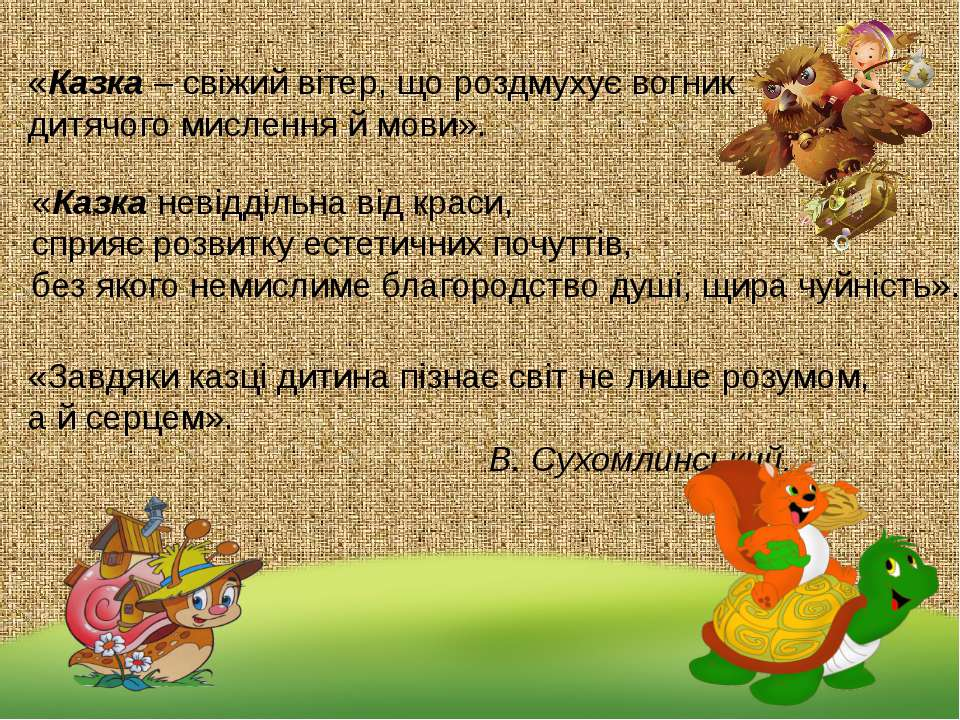 «Казка – свіжий вітер, що роздмухує вогник
дитячого мислення й мови».
«Казка невіддільна від краси,
сприяє розвитку естетичних почуттів,
без якого немислиме благородство душі, щира чуйність».
«Завдяки казці дитина пізнає світ не лише розумом,
а й серцем».
В. Сухомлинський.